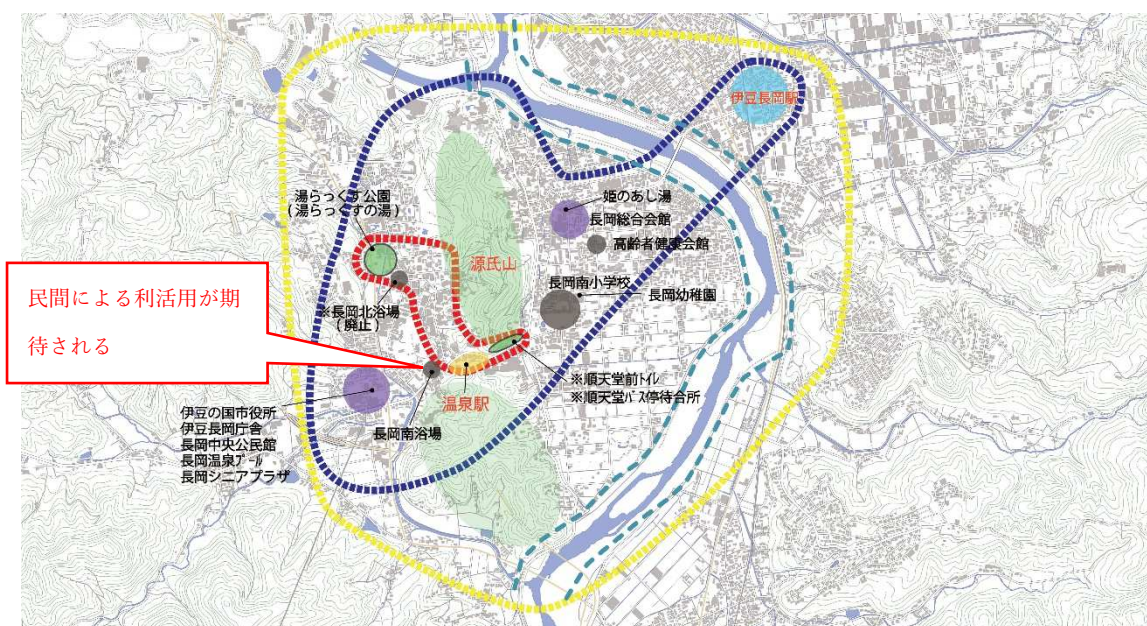 伊豆長岡駅
湯らっくす公園
(湯らっくすの湯)
姫のあし湯
長岡総合会館
高齢者健康会館
源氏山
長岡南小学校
長岡幼稚園
民間による利活用が期
待される
※長岡北浴場
(廃止)
※順天堂前ﾄｲﾚ
※順天堂ﾊﾞｽ停待合所
温泉駅
長岡南浴場
伊豆の国市役所
伊豆長岡庁舎
長岡中央公民館
長岡温泉ﾌﾟｰﾙ
長岡シニアプラザ